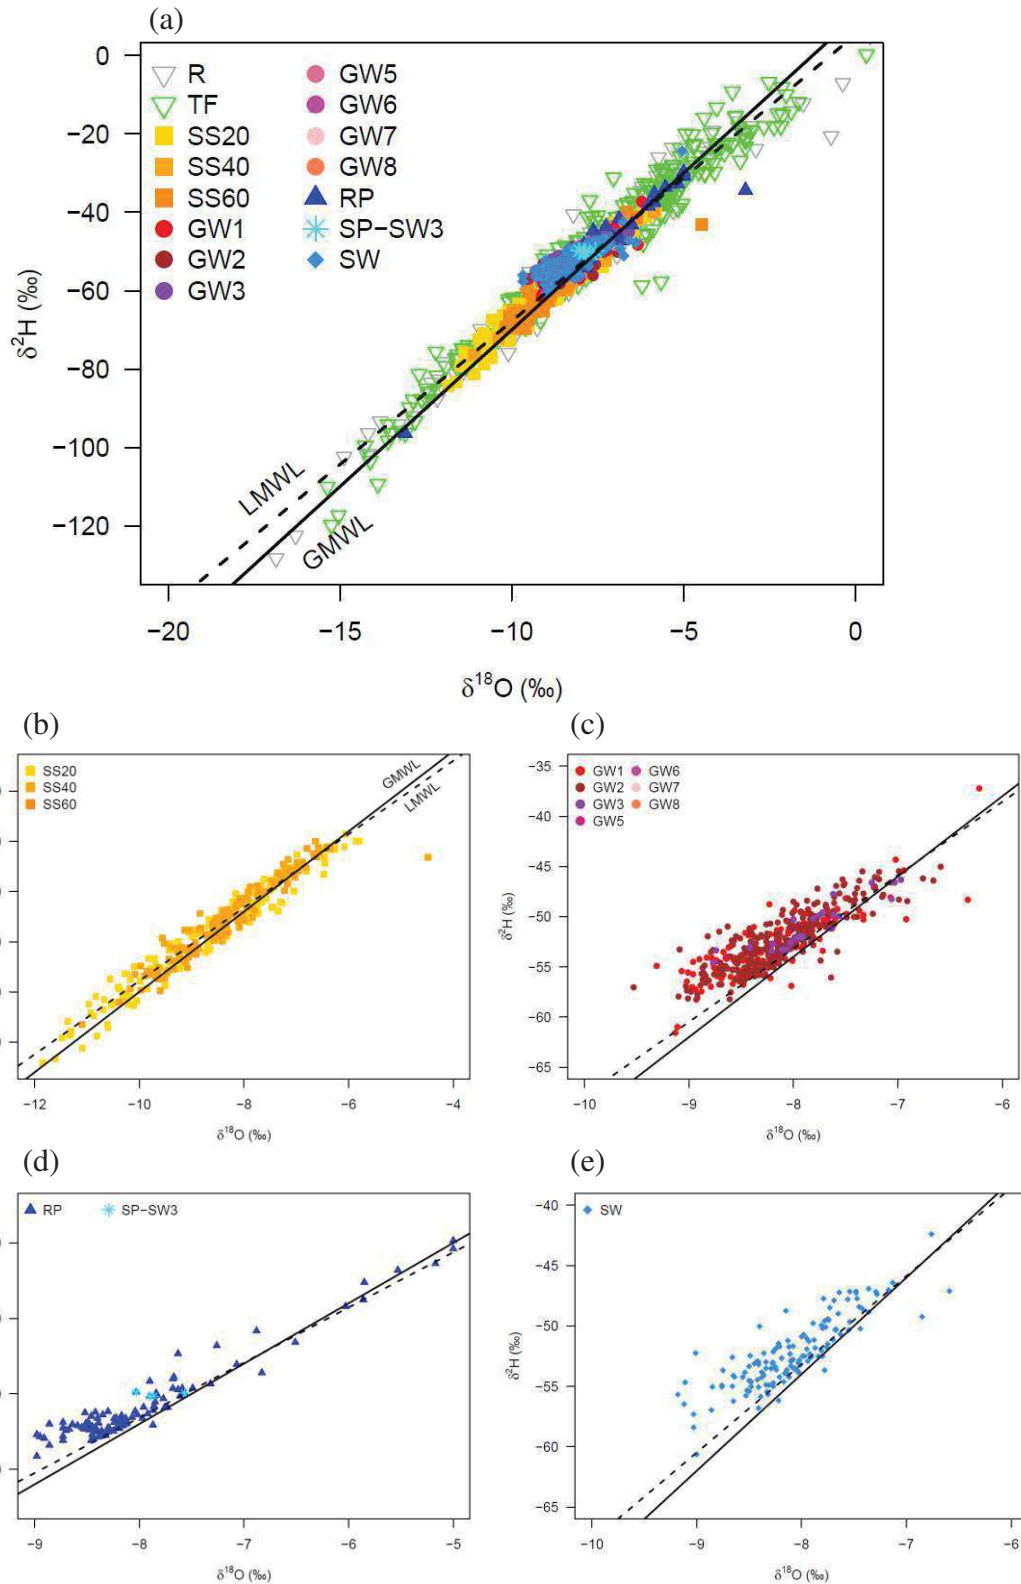 (a)
0
−20
−40
−60
−80
−100
−120
δ²H (‰)
R
TF
SS20
SS40
SS60
GW1
GW2
GW3
GW5
GW6
GW7
GW8
RP
SP−SW3
SW
LMWL
GMWL
−20 −15 −10 −5 0
δ¹⁸O (‰)
(b)
SS20
SS40
SS60
GMWL
LMWL
−12 −10 −8 −6 −4
δ¹⁸O (‰)
(c)
−35
−40
−45
−50
−55
−60
−65
δ²H (‰)
GW1
GW2
GW3
GW5
GW6
GW7
GW8
−10 −9 −8 −7 −6
δ¹⁸O (‰)
(d)
RP
SP−SW3
−9 −8 −7 −6 −5
δ¹⁸O (‰)
(e)
−40
−45
−50
−55
−60
−65
δ²H (‰)
SW
−10 −9 −8 −7 −6
δ¹⁸O (‰)